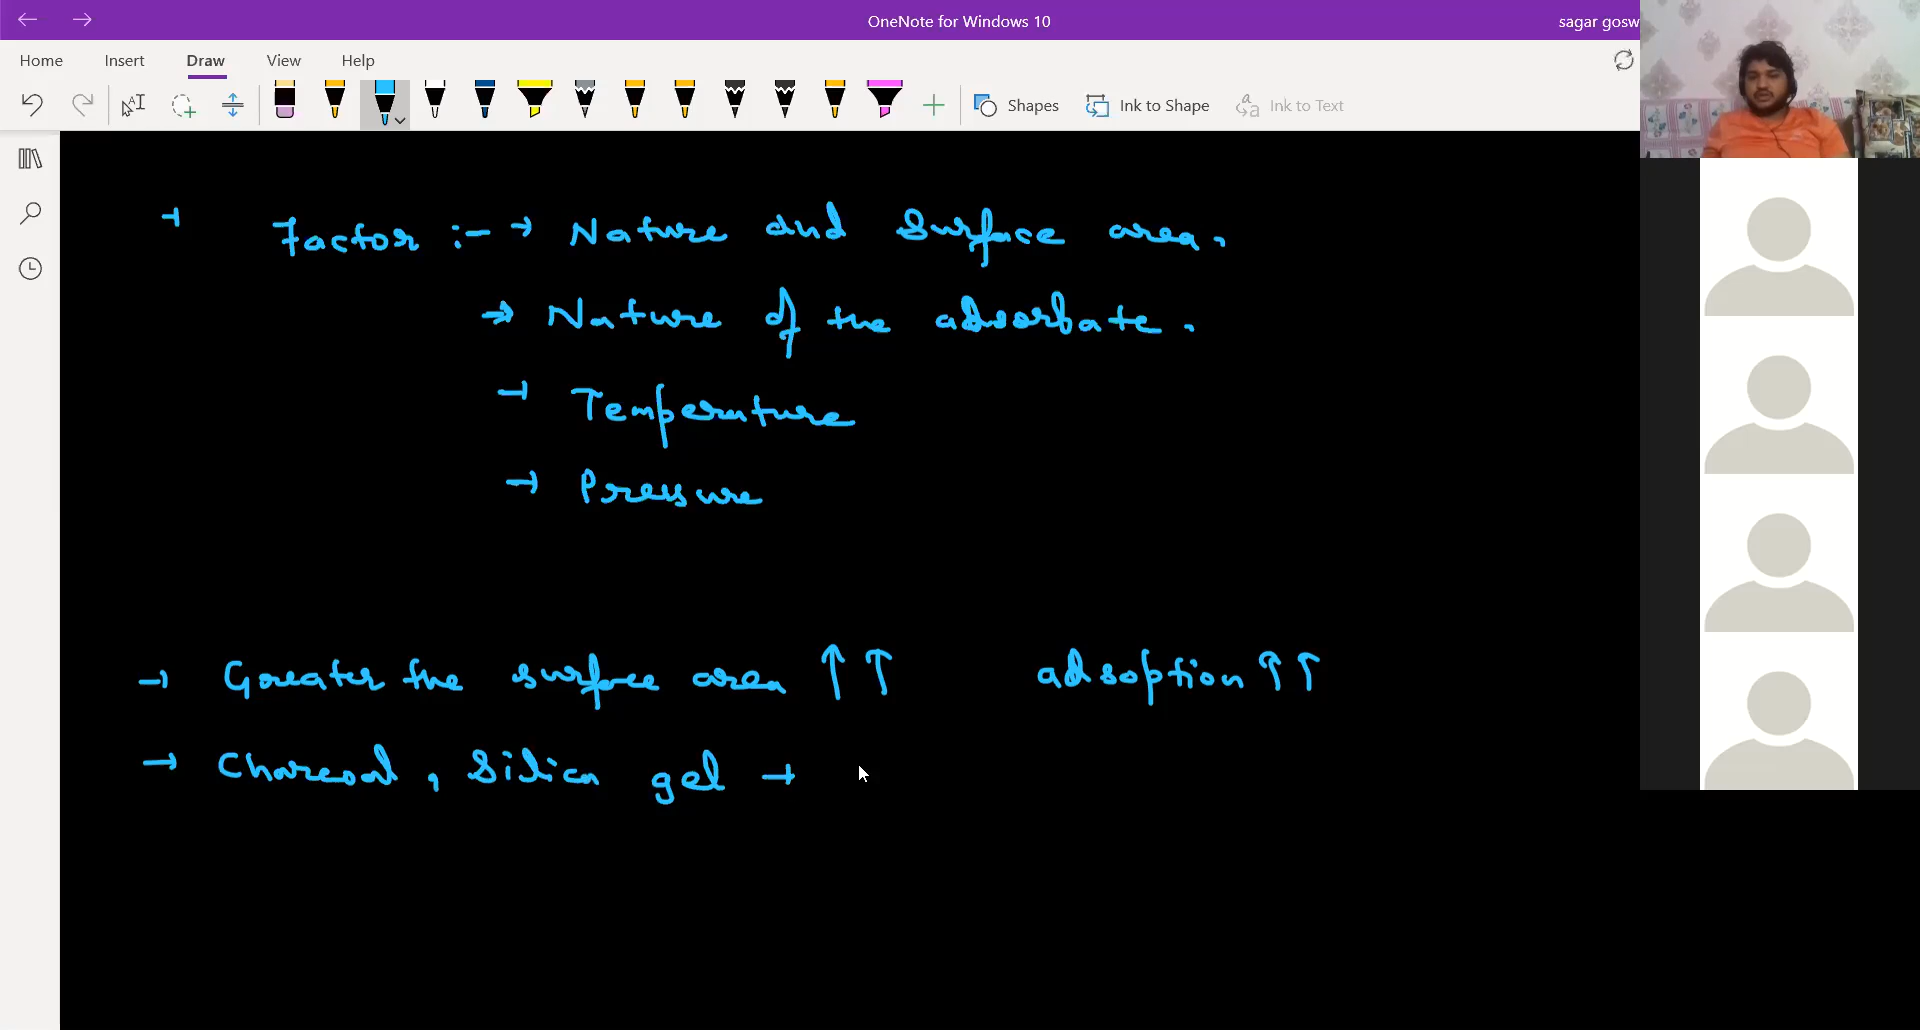 OneNote for Windows 10
sagar gosw
Home Insert Draw View Help
Shapes Ink to Shape Ink to Text
→ Factor :- → Nature and Surface area.
→ Nature of the adsorbate.
→ Temperature
→ Pressure
→ Greater the surface area ↑ ↑ adsoption ↑ ↑
→ Charcoal, Silica gel →